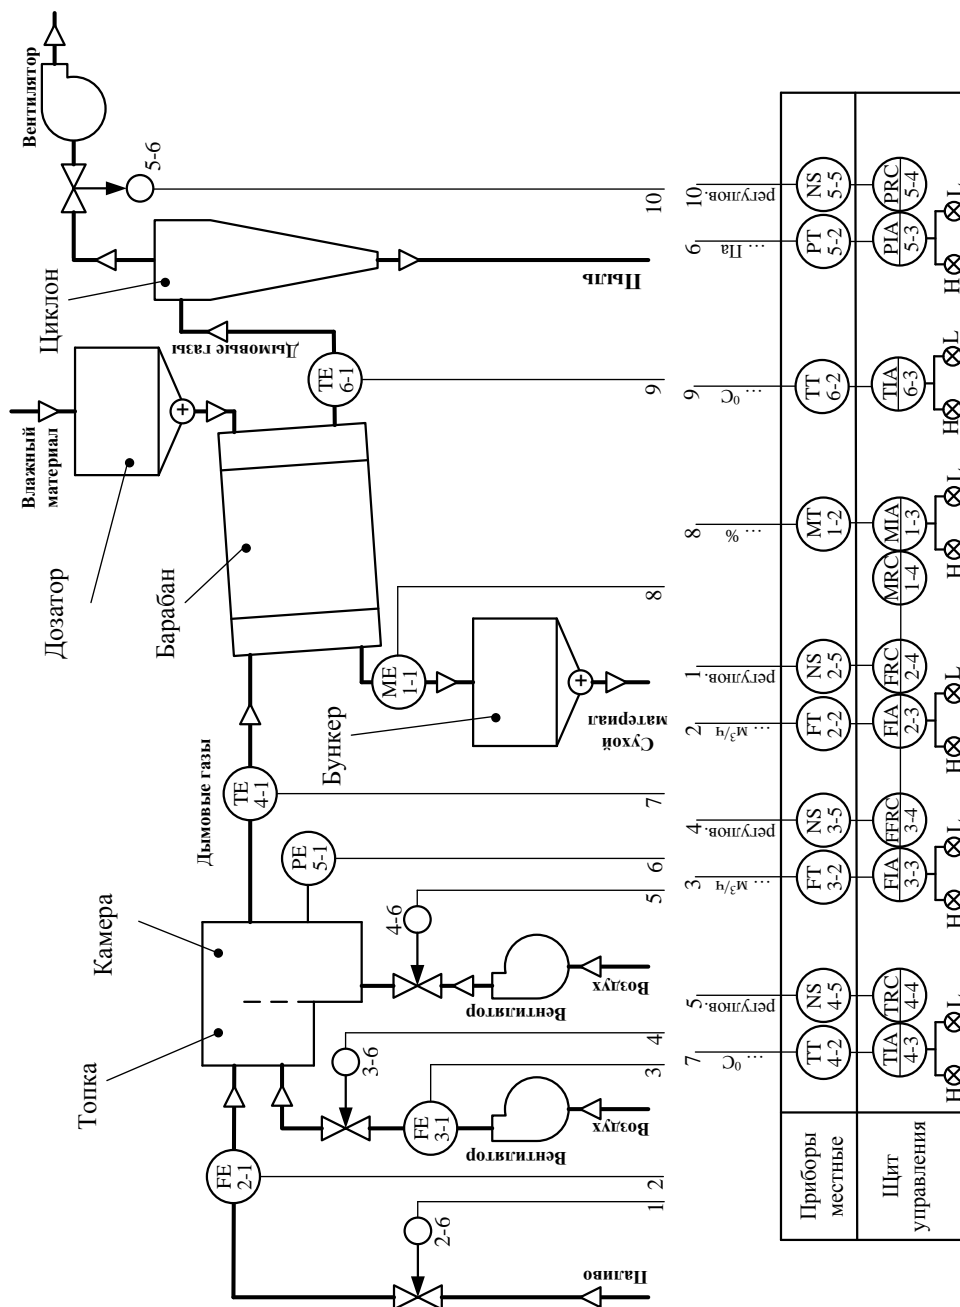 Вентилятор
5-6
Циклон
Пыль
Дымовые газы
TE
6-1
Влажный
материал
Дозатор
Барабан
ME
1-1
Бункер
Сухой
материал
Дымовые газы
TE
4-1
PE
5-1
Камера
Топка
4-6
Вентилятор
Воздух
3-6
FE
3-1
Вентилятор
Воздух
FE
2-1
2-6
Паливо
1
2
3
4
5
6
7
8
9
10
7
5
3
4
2
1
8
9
6
10
... ⁰C
регулюв.
... м³/ч
регулюв.
... м³/ч
регулюв.
... %
... ⁰C
... Па
регулюв.
Приборы
местные
TT
4-2
NS
4-5
FT
3-2
NS
3-5
FT
2-2
NS
2-5
MT
1-2
TT
6-2
PT
5-2
NS
5-5
Щит
управления
TIA
4-3
TRC
4-4
FIA
3-3
FFRC
3-4
FIA
2-3
FRC
2-4
MRC
1-4
MIA
1-3
TIA
6-3
PIA
5-3
PRC
5-4
H
L
H
L
H
L
H
L
H
L
H
L